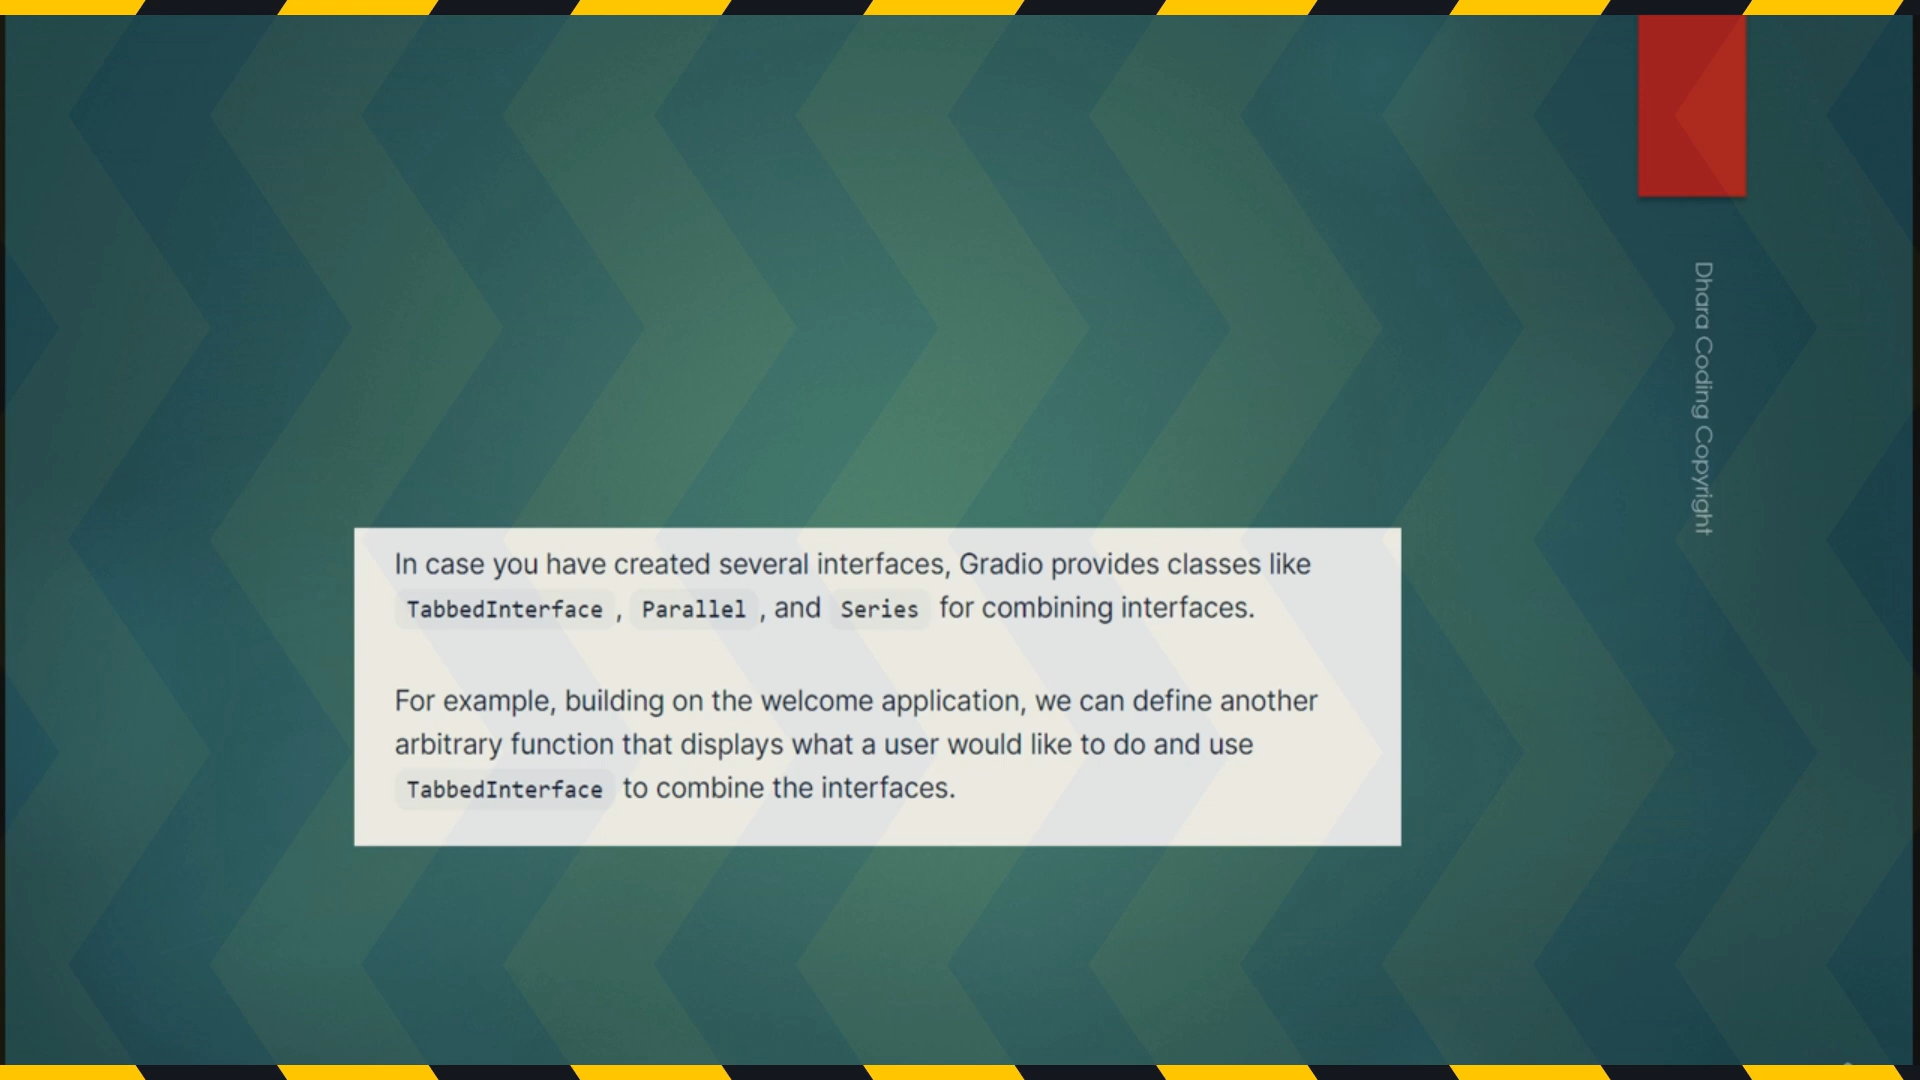 In case you have created several interfaces, Gradio provides classes like
TabbedInterface , Parallel , and Series for combining interfaces.
For example, building on the welcome application, we can define another
arbitrary function that displays what a user would like to do and use
TabbedInterface to combine the interfaces.
Dhara Coding Copyright